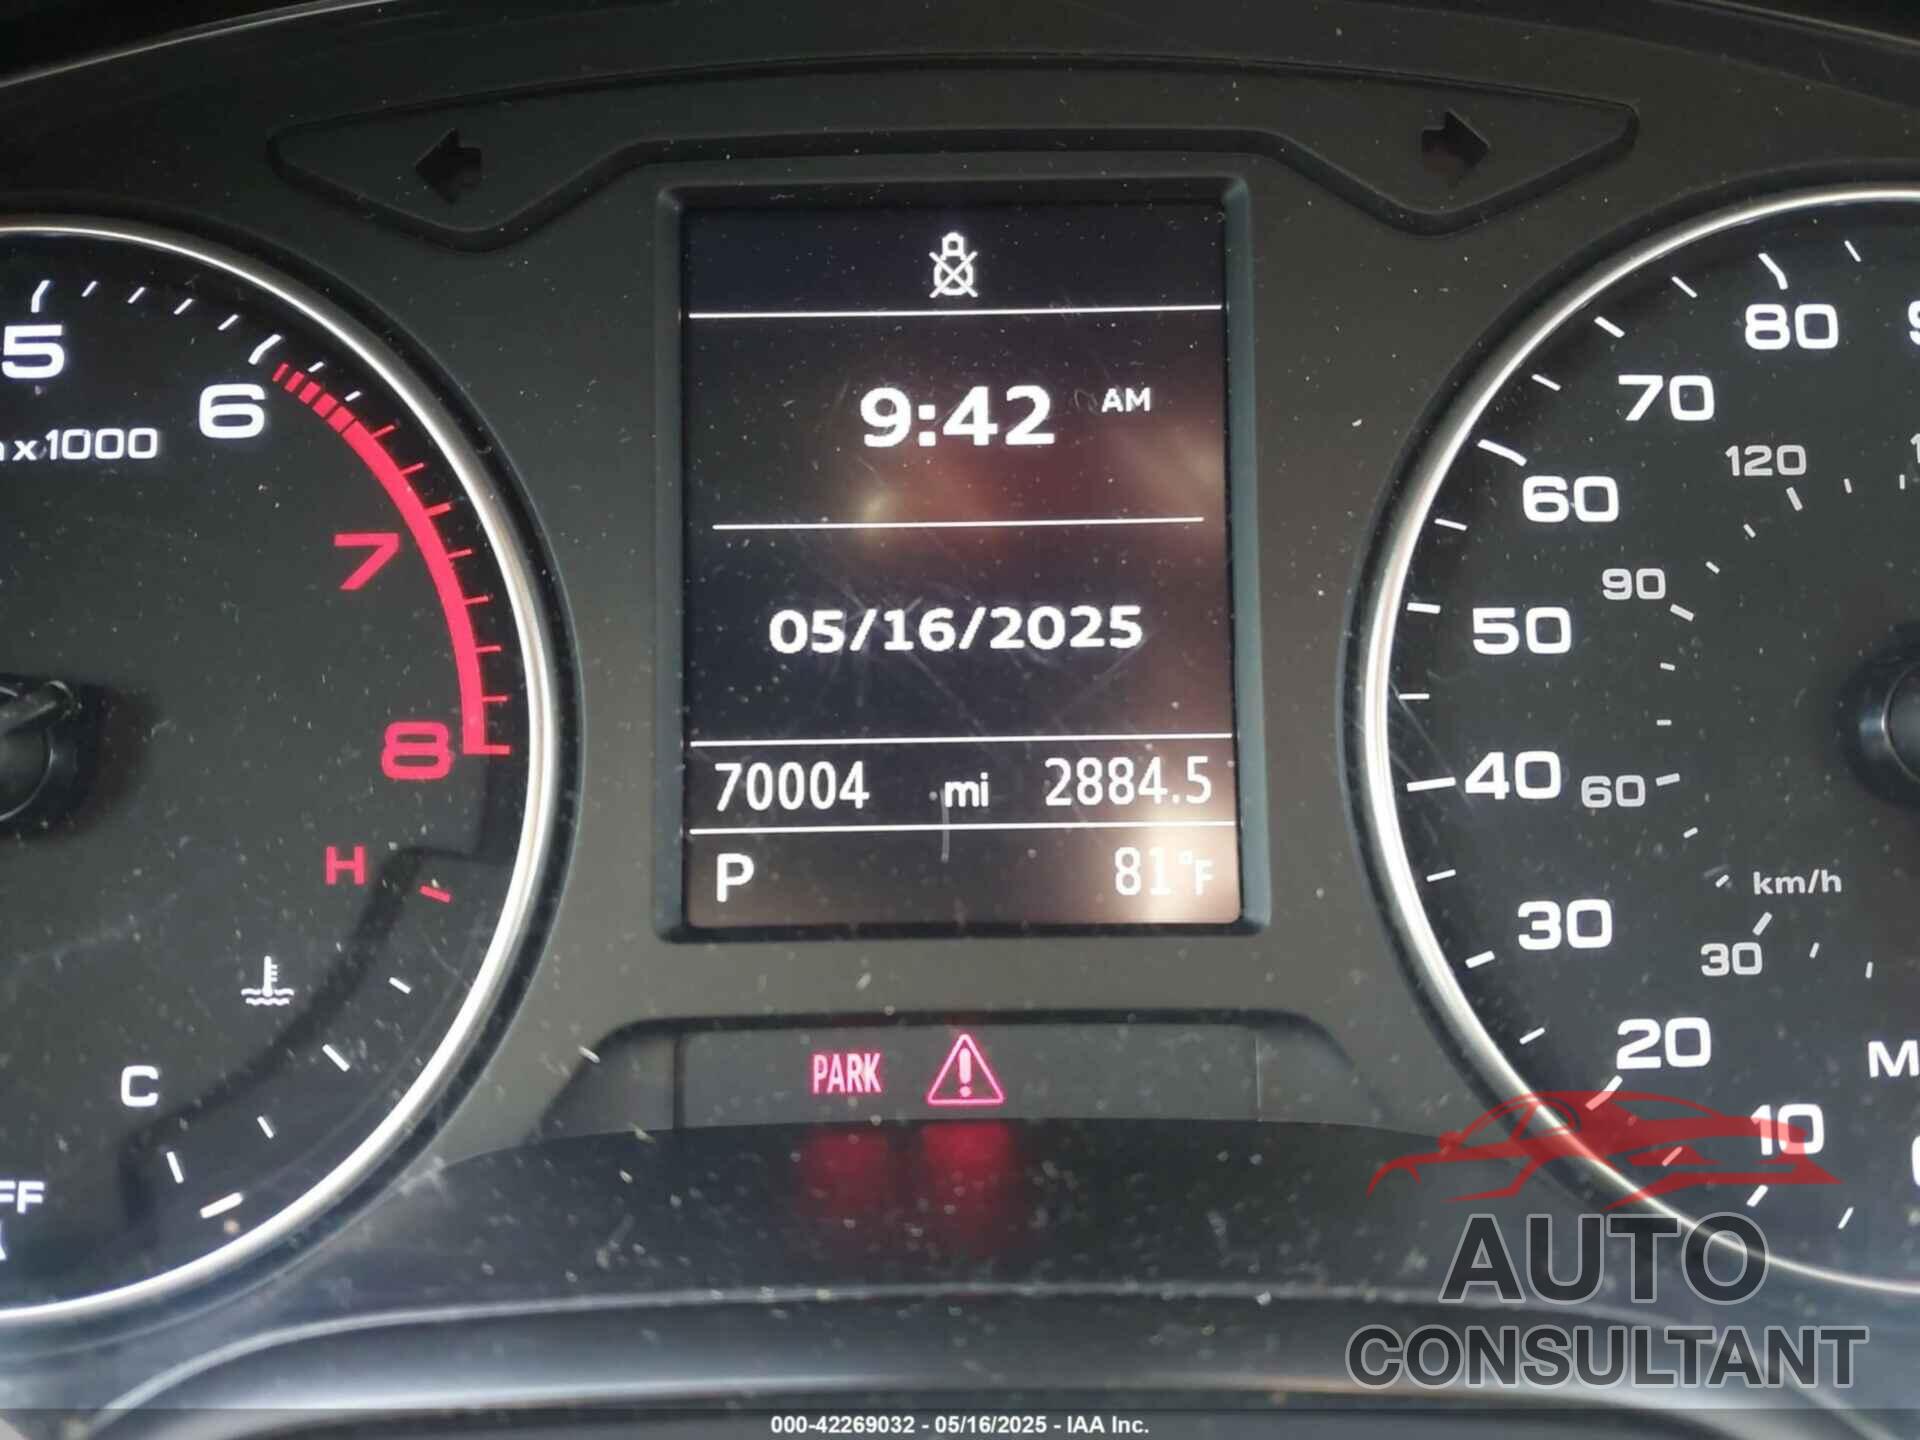 9:42 AM
05/16/2025
70004 mi 2884.5
P 81°F
PARK
5
6
7
8
x1000
H
C
80
70
60
50
40
30
20
10
120
90
60
30
km/h
AUTO
CONSULTANT
000-42269032 - 05/16/2025 - IAA Inc.